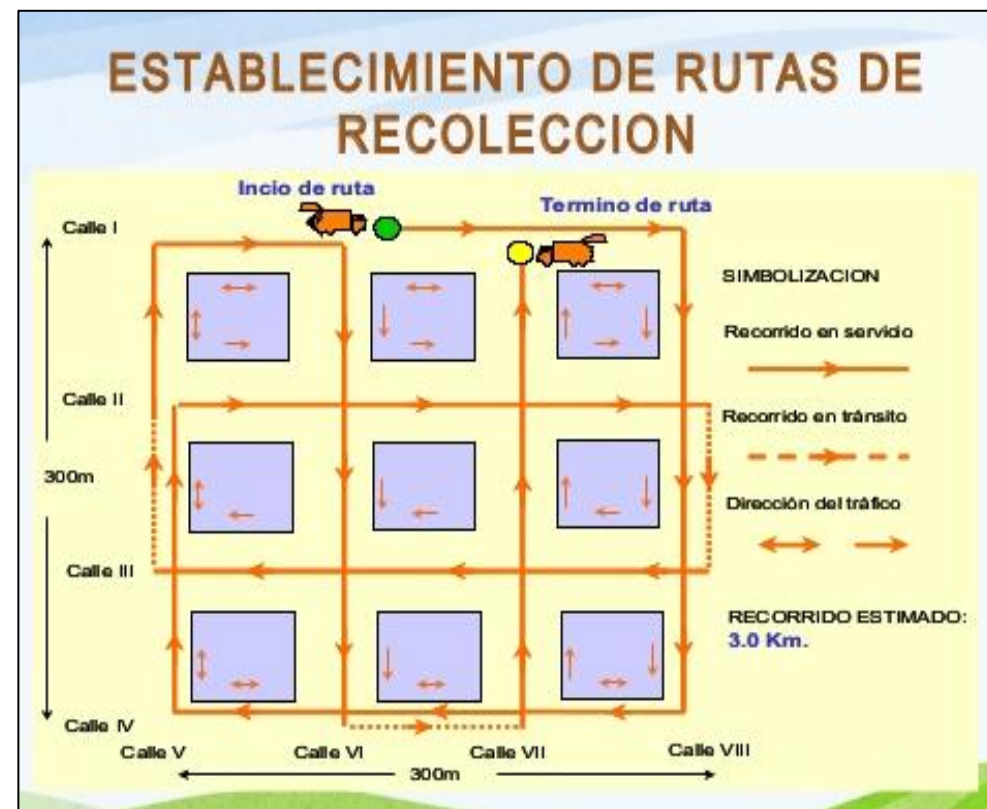 ESTABLECIMIENTO DE RUTAS DE
RECOLECCION
Incio de ruta
Termino de ruta
Calle I
SIMBOLIZACION
Recorrido en servicio
Calle II
Recorrido en tránsito
300m
Dirección del tráfico
Calle III
RECORRIDO ESTIMADO:
3.0 Km.
Calle IV
Calle V
Calle VI
Calle VII
Calle VIII
300m